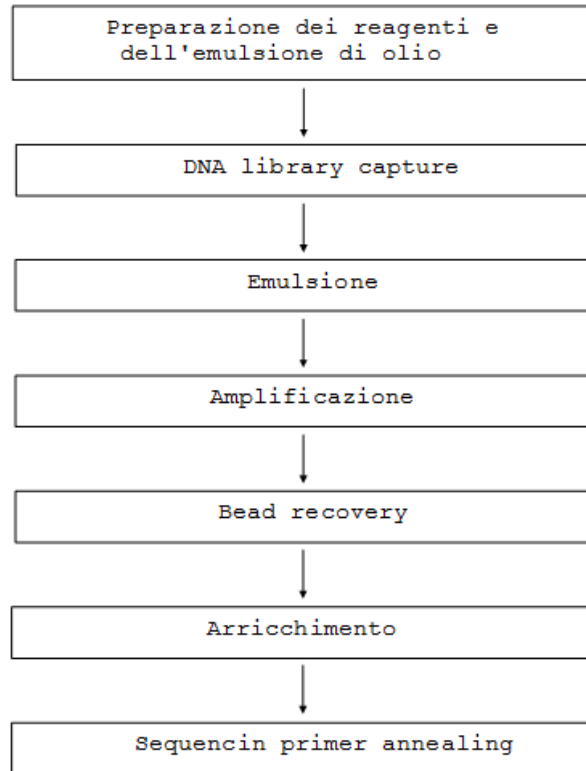 Preparazione dei reagenti e
dell'emulsione di olio
DNA library capture
Emulsione
Amplificazione
Bead recovery
Arricchimento
Sequencin primer annealing